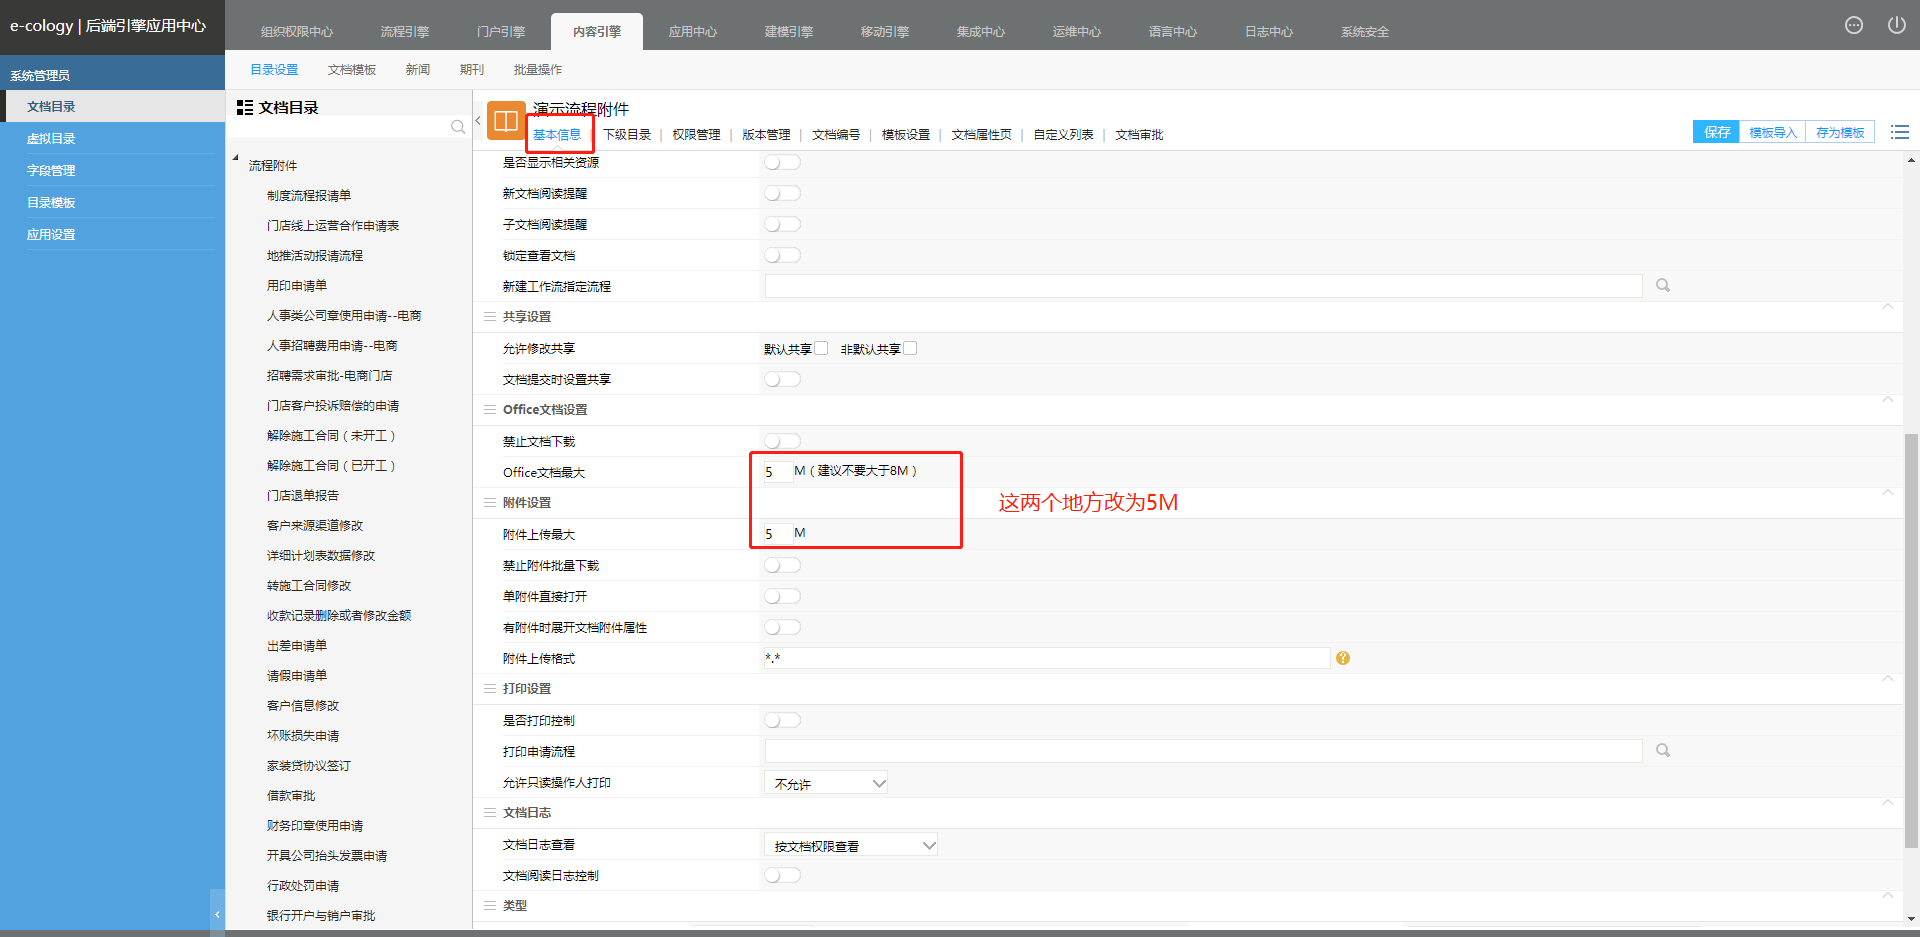 e-cology | 后端引擎应用中心
组织权限中心 流程引擎 门户引擎 内容引擎 应用中心 建模引擎 移动引擎 集成中心 运维中心 语言中心 日志中心 系统安全
系统管理员
目录设置 文档模板 新闻 期刊 批量操作
文档目录
虚拟目录
字段管理
目录模板
应用设置
文档目录
流程附件
制度流程报请单
门店线上运营合作申请表
地推活动报请流程
用印申请单
人事类公司章使用申请--电商
人事招聘费用申请--电商
招聘需求审批-电商门店
门店客户投诉赔偿的申请
解除施工合同（未开工）
解除施工合同（已开工）
门店退单报告
客户来源渠道修改
详细计划表数据修改
转施工合同修改
收款记录删除或者修改金额
出差申请单
请假申请单
客户信息修改
坏账损失申请
家装贷协议签订
借款审批
财务印章使用申请
开具公司抬头发票申请
行政处罚申请
银行开户与销户审批
演示流程附件
基本信息 | 下级目录 | 权限管理 | 版本管理 | 文档编号 | 模板设置 | 文档属性页 | 自定义列表 | 文档审批
保存 模板导入 存为模板
是否显示相关资源
新文档阅读提醒
子文档阅读提醒
锁定查看文档
新建工作流指定流程
共享设置
允许修改共享 默认共享 非默认共享
文档提交时设置共享
Office文档设置
禁止文档下载
Office文档最大 5 M（建议不要大于8M）
附件设置
这两个地方改为5M
附件上传最大 5 M
禁止附件批量下载
单附件直接打开
有附件时展开文档附件属性
附件上传格式 *.* ?
打印设置
是否打印控制
打印申请流程
允许只读操作人打印 不允许
文档日志
文档日志查看 按文档权限查看
文档阅读日志控制
类型